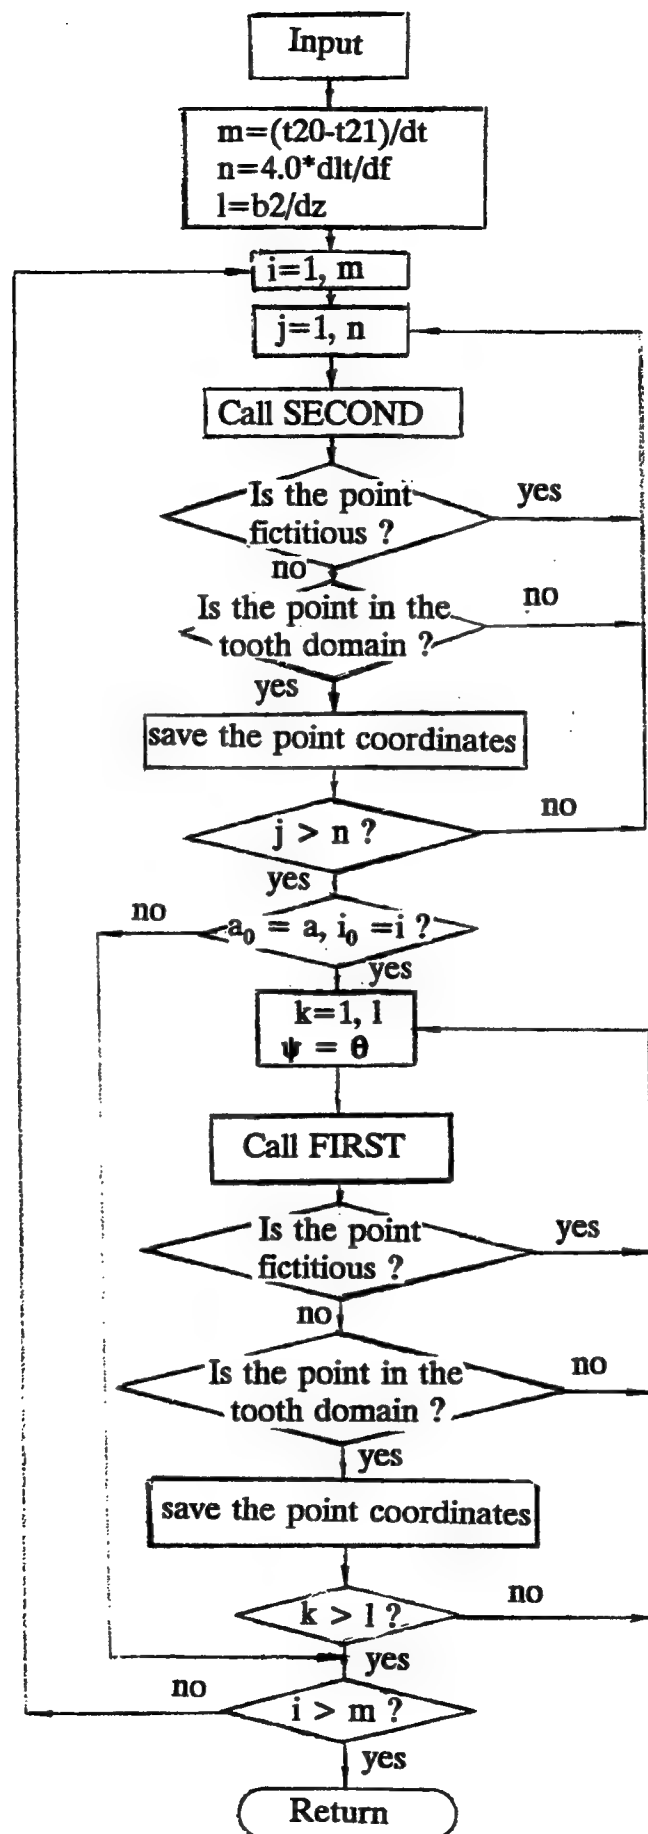 Input
m=(t20-t21)/dt
n=4.0*dlt/df
l=b2/dz
i=1, m
j=1, n
Call SECOND
Is the point
fictitious ?
yes
no
Is the point in the
tooth domain ?
no
yes
save the point coordinates
j > n ?
no
yes
a₀ = a, i₀ =i ?
no
yes
k=1, l
ψ = θ
Call FIRST
Is the point
fictitious ?
yes
no
Is the point in the
tooth domain ?
no
yes
save the point coordinates
k > l ?
no
yes
i > m ?
no
yes
Return